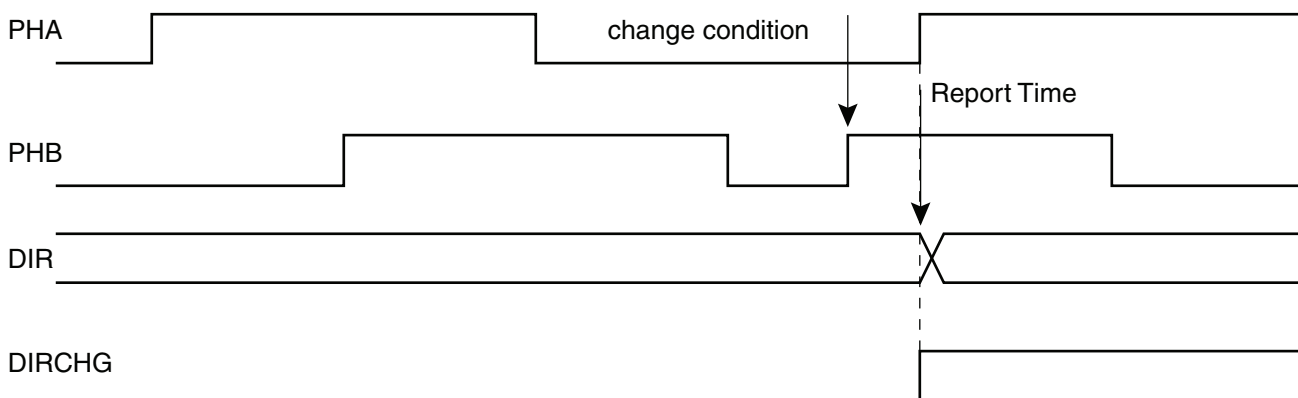 PHA
change condition
Report Time
PHB
DIR
DIRCHG